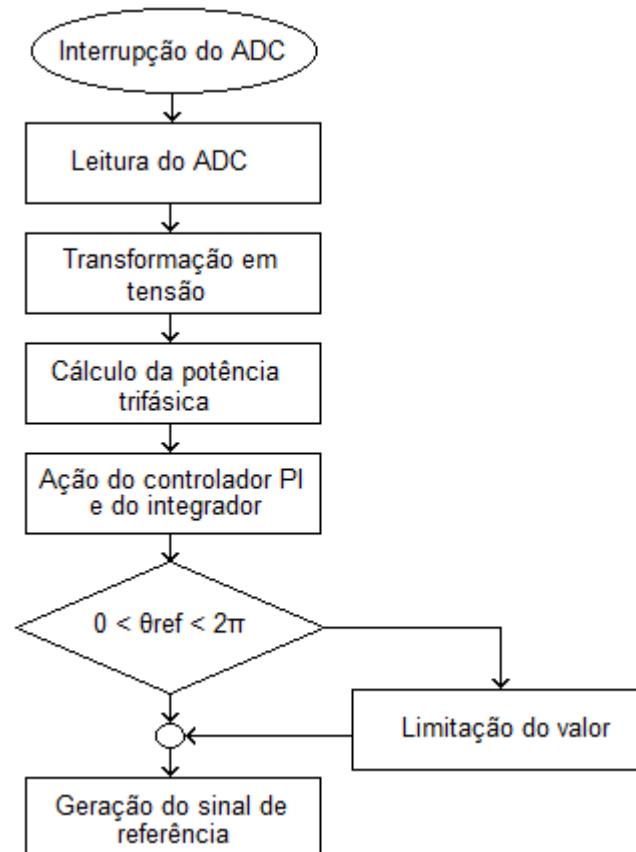 Interrupção do ADC
Leitura do ADC
Transformação em
tensão
Cálculo da potência
trifásica
Ação do controlador PI
e do integrador
0 < θref < 2π
Limitação do valor
Geração do sinal de
referência